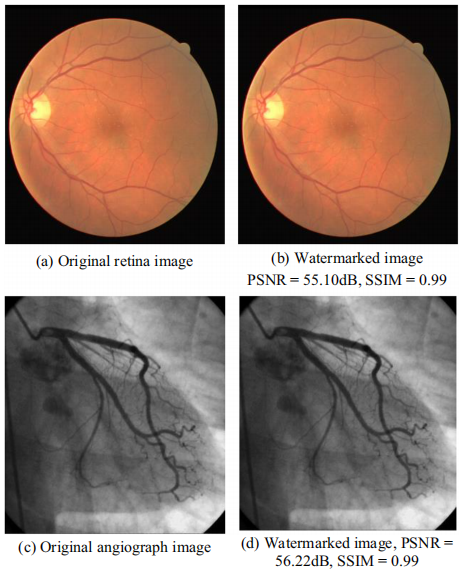 (a) Original retina image
(b) Watermarked image
PSNR = 55.10dB, SSIM = 0.99
(c) Original angiograph image
(d) Watermarked image, PSNR =
56.22dB, SSIM = 0.99